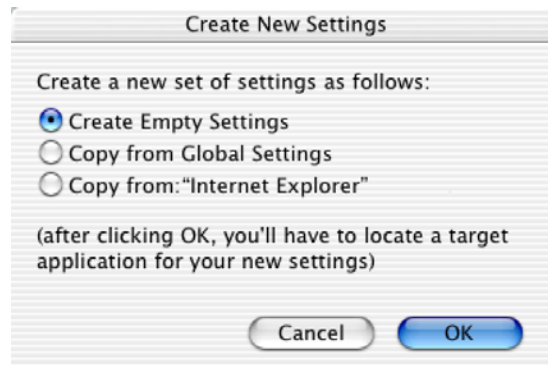 Create New Settings
Create a new set of settings as follows:
Create Empty Settings
Copy from Global Settings
Copy from:“Internet Explorer”
(after clicking OK, you'll have to locate a target
application for your new settings)
Cancel OK